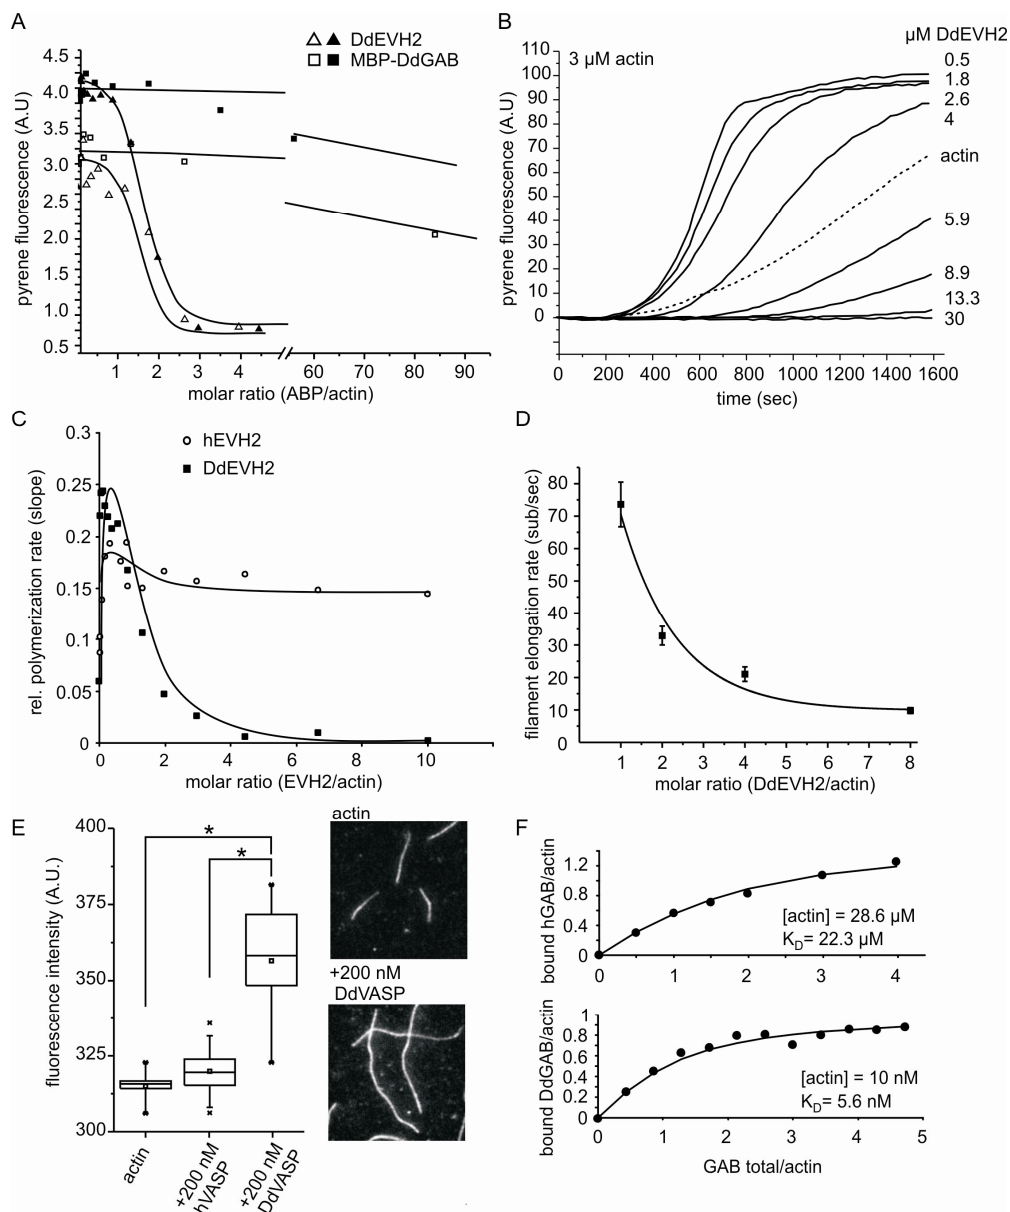 A
DdEVH2
MBP-DdGAB
pyrene fluorescence (A.U)
4.5
4.0
3.5
3.0
2.5
2.0
1.5
1.0
0.5
1 2 3 4 60 70 80 90
molar ratio (ABP/actin)
B
µM DdEVH2
3 µM actin
pyrene fluorescence (A.U)
110
100
90
80
70
60
50
40
30
20
10
0
0.5
1.8
2.6
4
actin
5.9
8.9
13.3
30
0 200 400 600 800 1000 1200 1400 1600
time (sec)
C
hEVH2
DdEVH2
rel. polymerization rate (slope)
0.3
0.25
0.2
0.15
0.1
0.05
0
0 2 4 6 8 10
molar ratio (EVH2/actin)
D
filament elongation rate (sub/sec)
80
70
60
50
40
30
20
10
0
1 2 3 4 5 6 7 8
molar ratio (DdEVH2/actin)
E
fluorescence intensity (A.U.)
400
375
350
325
300
*
*
actin
+200 nM
hVASP
+200 nM
DdVASP
actin
+200 nM
DdVASP
F
bound hGAB/actin
1.2
0.8
0.4
0
[actin] = 28.6 µM
KD= 22.3 µM
0 1 2 3 4
bound DdGAB/actin
1
0.8
0.6
0.4
0.2
0
[actin] = 10 nM
KD= 5.6 nM
0 1 2 3 4 5
GAB total/actin